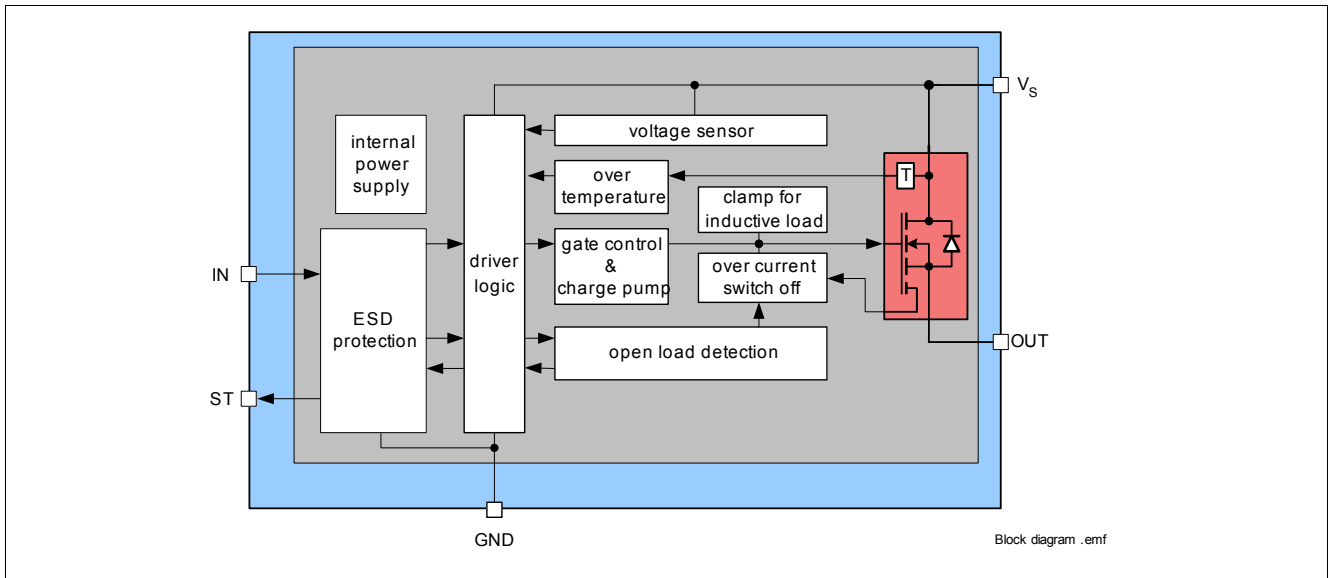 V_S
voltage sensor
internal
power
supply
T
over
temperature
clamp for
inductive load
gate control
&
charge pump
driver
logic
over current
switch off
IN
ESD
protection
open load detection
OUT
ST
GND
Block diagram .emf